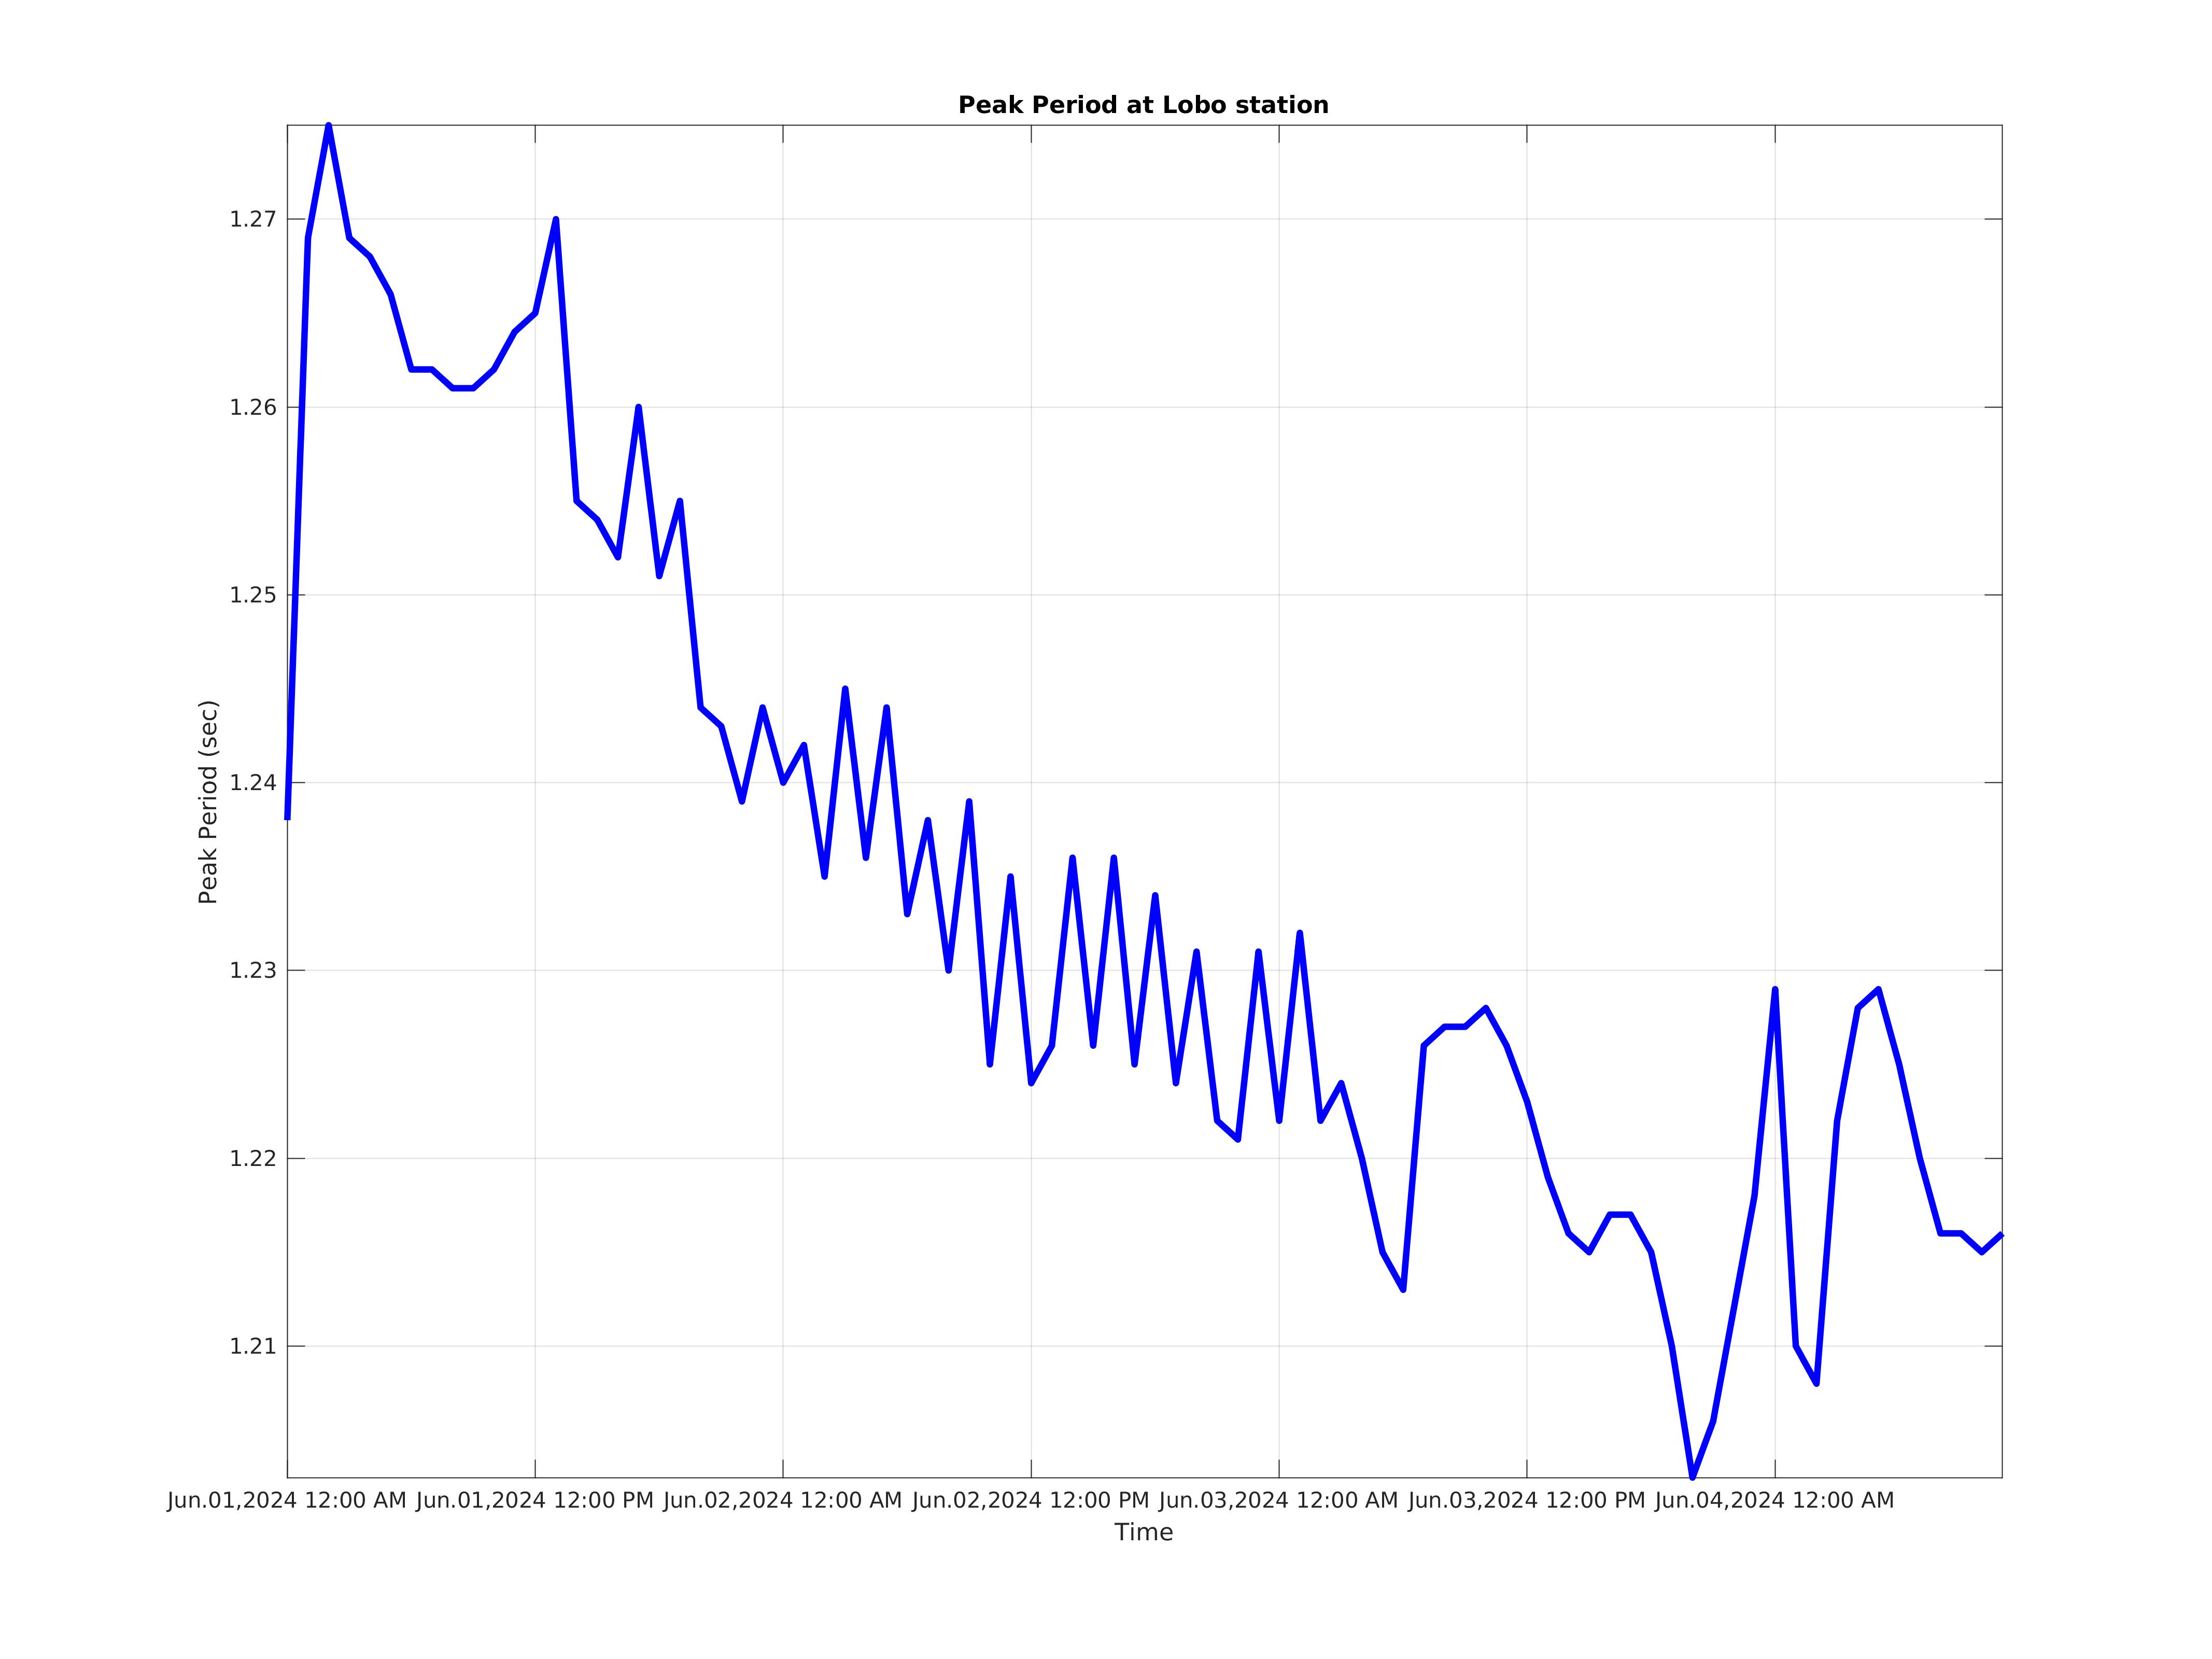 Peak Period at Lobo station
1.27
1.26
1.25
1.24
1.23
1.22
1.21
Peak Period (sec)
Jun.01,2024 12:00 AM Jun.01,2024 12:00 PM Jun.02,2024 12:00 AM Jun.02,2024 12:00 PM Jun.03,2024 12:00 AM Jun.03,2024 12:00 PM Jun.04,2024 12:00 AM
Time